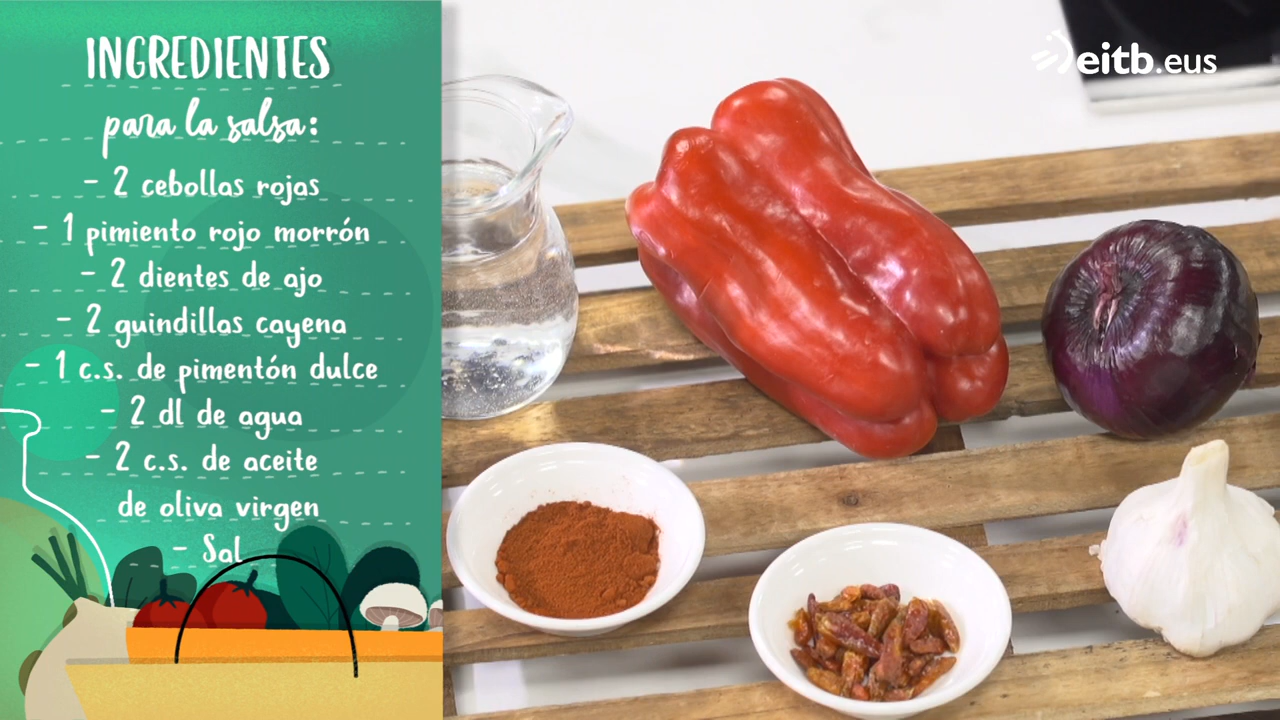 INGREDIENTES
para la salsa:
- 2 cebollas rojas
- 1 pimiento rojo morrón
- 2 dientes de ajo
- 2 guindillas cayena
- 1 c.s. de pimentón dulce
- 2 dl de agua
- 2 c.s. de aceite
de oliva virgen
- Sal
eitb.eus